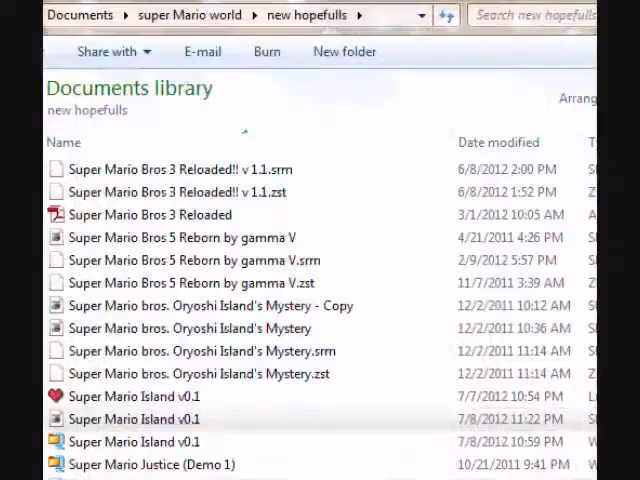 Documents super Mario world new hopefulls Search new hopefulls
Share with E-mail Burn New folder
Documents library
new hopefulls Arrang
Name Date modified
Super Mario Bros 3 Reloaded!! v 1.1.srm 6/8/2012 2:00 PM
Super Mario Bros 3 Reloaded!! v 1.1.zst 6/8/2012 1:52 PM
Super Mario Bros 3 Reloaded 3/1/2012 10:05 AM
Super Mario Bros 5 Reborn by gamma V 4/21/2011 4:26 PM
Super Mario Bros 5 Reborn by gamma V.srm 2/9/2012 5:57 PM
Super Mario Bros 5 Reborn by gamma V.zst 11/7/2011 3:39 AM
Super Mario bros. Oryoshi Island's Mystery - Copy 12/2/2011 10:12 AM
Super Mario bros. Oryoshi Island's Mystery 12/2/2011 10:36 AM
Super Mario bros. Oryoshi Island's Mystery.srm 12/2/2011 11:14 AM
Super Mario bros. Oryoshi Island's Mystery.zst 12/2/2011 11:14 AM
Super Mario Island v0.1 7/7/2012 10:54 PM
Super Mario Island v0.1 7/8/2012 11:22 PM
Super Mario Island v0.1 7/8/2012 10:59 PM
Super Mario Justice (Demo 1) 10/21/2011 9:41 PM